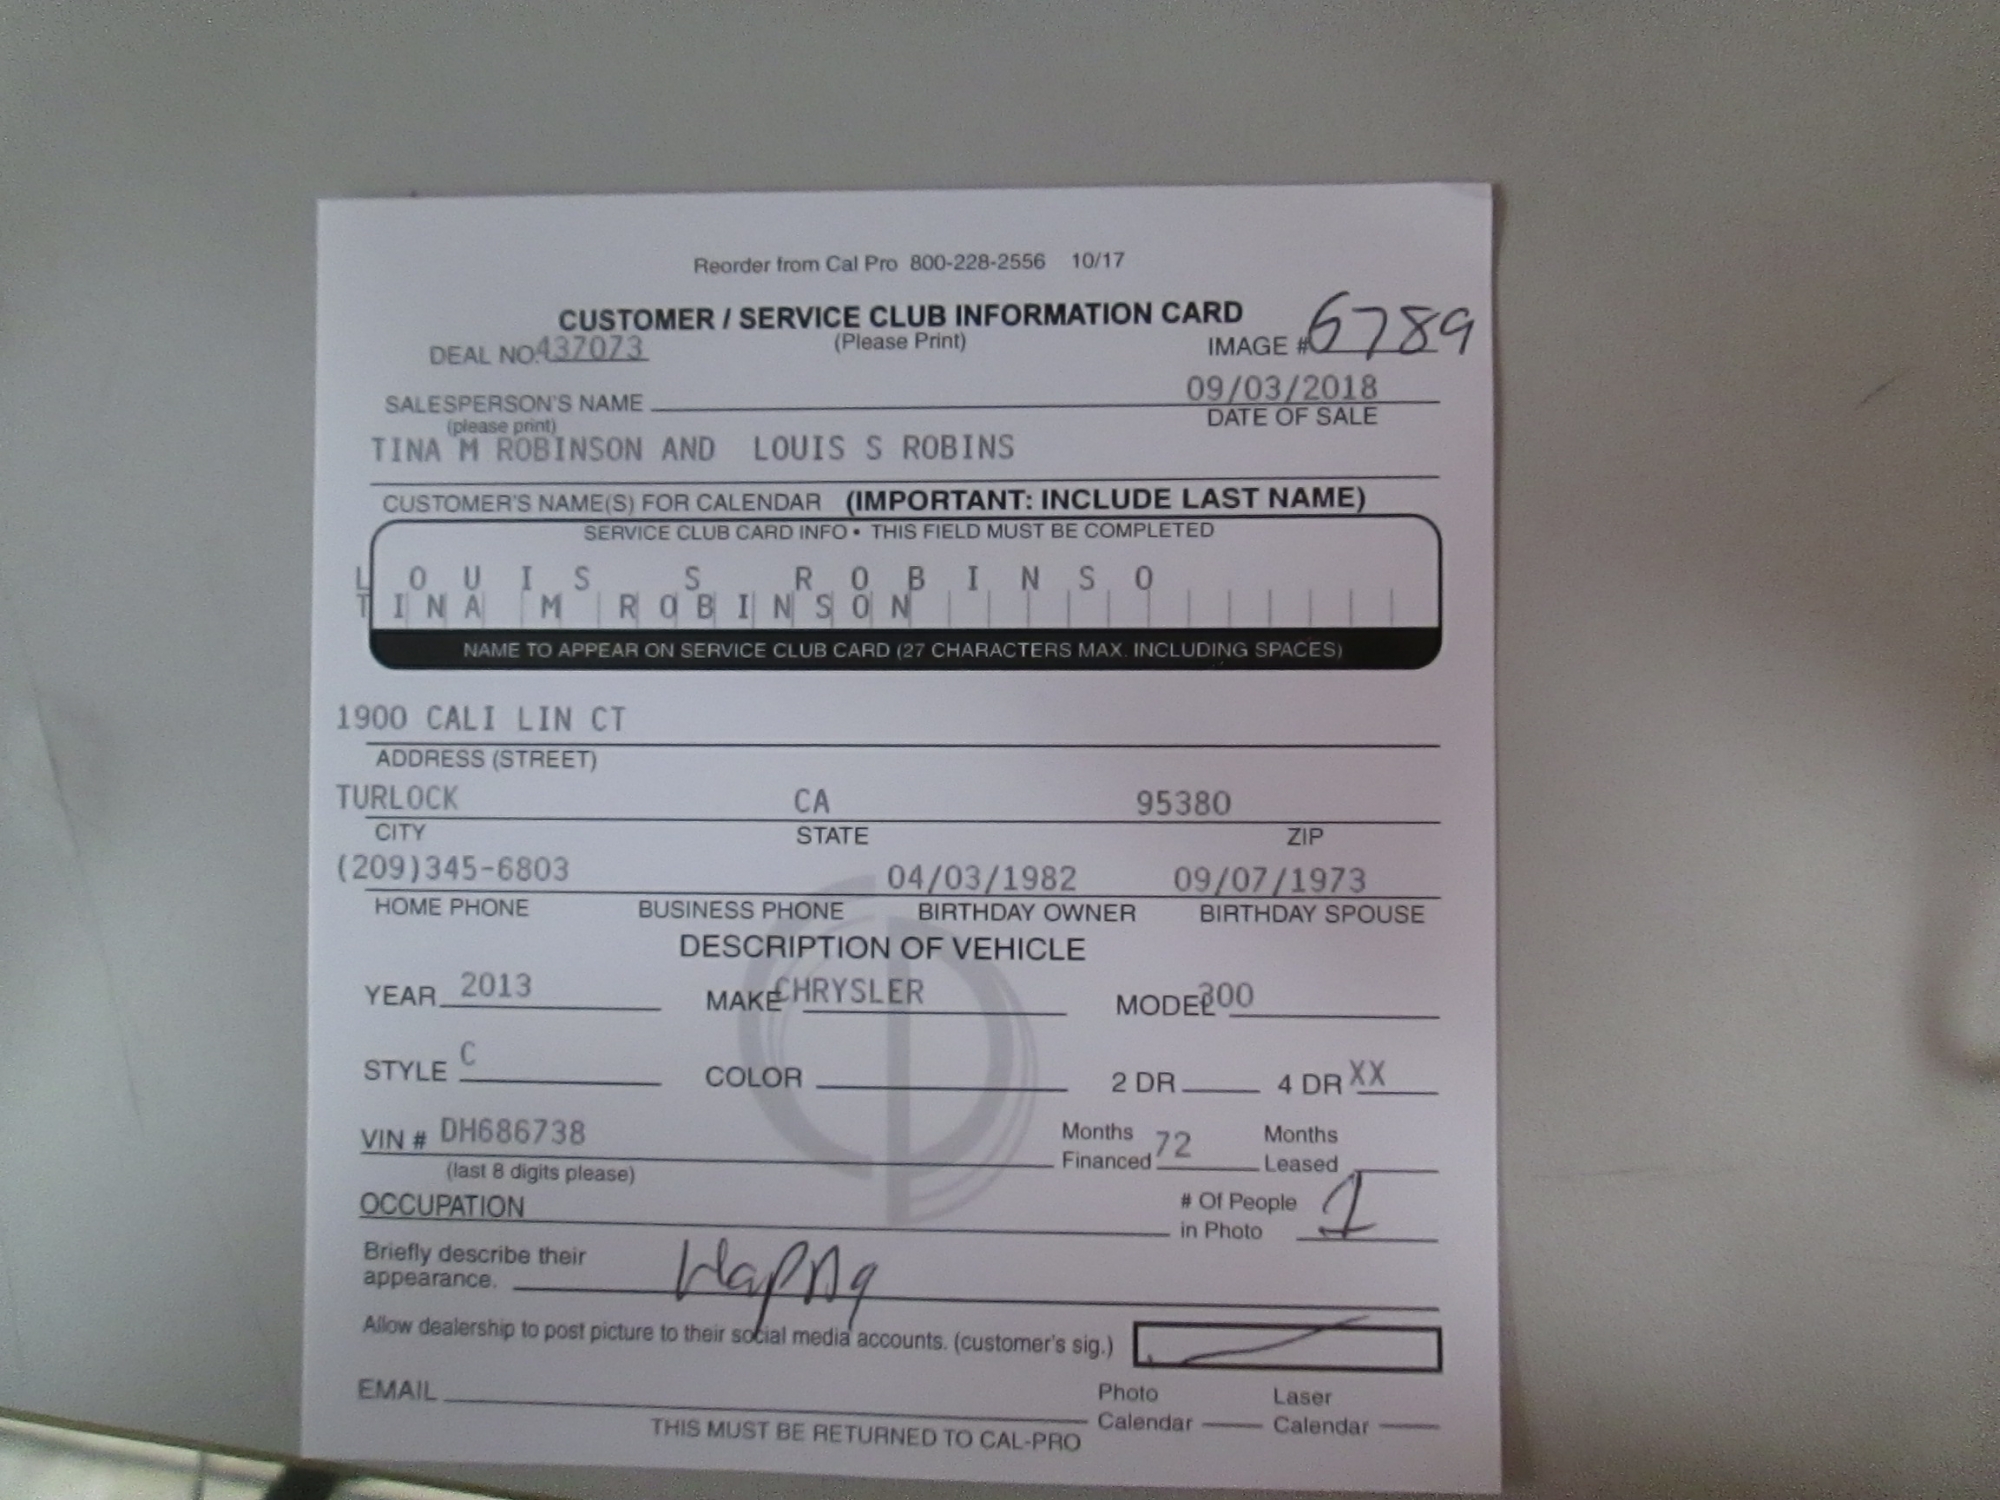 Reorder from Cal Pro 800-228-2556 10/17
CUSTOMER / SERVICE CLUB INFORMATION CARD
(Please Print)
DEAL NO. 437073 IMAGE # 6789
09/03/2018
SALESPERSON'S NAME DATE OF SALE
(please print)
TINA M ROBINSON AND LOUIS S ROBINS
CUSTOMER'S NAME(S) FOR CALENDAR (IMPORTANT: INCLUDE LAST NAME)
SERVICE CLUB CARD INFO • THIS FIELD MUST BE COMPLETED
LOUIS S ROBINSO
TINA M ROBINSON
NAME TO APPEAR ON SERVICE CLUB CARD (27 CHARACTERS MAX. INCLUDING SPACES)
1900 CALI LIN CT
ADDRESS (STREET)
TURLOCK CA 95380
CITY STATE ZIP
(209)345-6803 04/03/1982 09/07/1973
HOME PHONE BUSINESS PHONE BIRTHDAY OWNER BIRTHDAY SPOUSE
DESCRIPTION OF VEHICLE
YEAR 2013 MAKE CHRYSLER MODEL 300
STYLE C COLOR 2 DR 4 DR XX
VIN # DH686738 Months Financed 72 Months Leased
(last 8 digits please)
OCCUPATION # Of People in Photo 1
Briefly describe their
appearance.
Allow dealership to post picture to their social media accounts. (customer's sig.)
EMAIL Photo Calendar Laser Calendar
THIS MUST BE RETURNED TO CAL-PRO